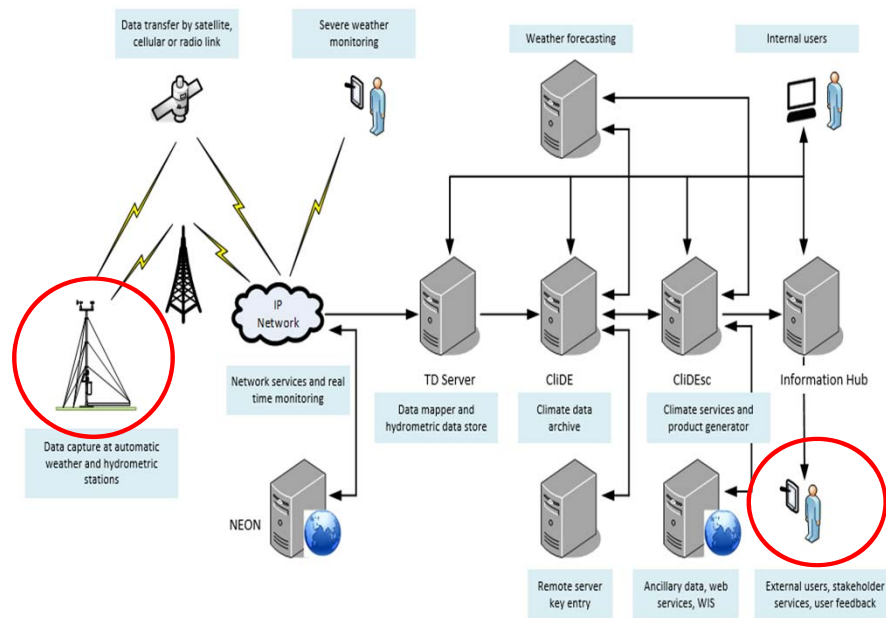 Data transfer by satellite,
cellular or radio link
Severe weather
monitoring
Weather forecasting
Internal users
IP
Network
TD Server
CliDE
CliDEsc
Information Hub
Network services and real
time monitoring
Data mapper and
hydrometric data store
Climate data
archive
Climate services and
product generator
Data capture at automatic
weather and hydrometric
stations
NEON
Remote server
key entry
Ancillary data, web
services, WIS
External users, stakeholder
services, user feedback